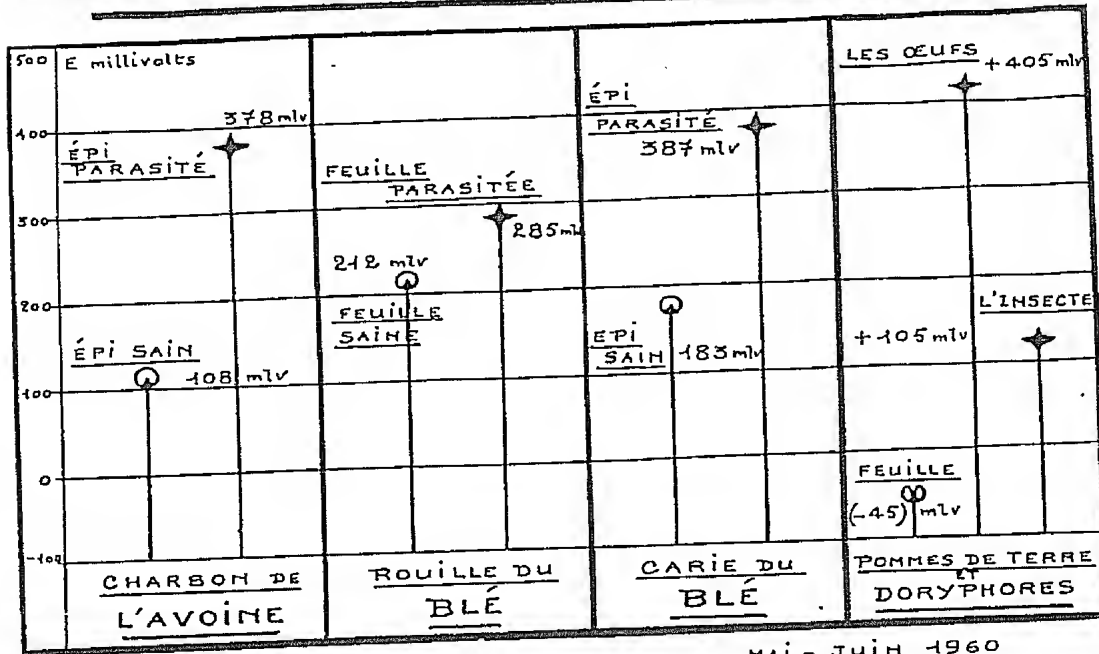 500 E millivolts
400
300
200
100
0
-100
378 mlv
ÉPI
PARASITÉ
ÉPI SAIN
108 mlv
CHARBON DE
L'AVOINE
FEUILLE
PARASITÉE
285 mlv
212 mlv
FEUILLE
SAINE
ROUILLE DU
BLÉ
ÉPI
PARASITÉ
387 mlv
EPI
SAIN 183 mlv
CARIE DU
BLÉ
LES ŒUFS +405 mlv
L'INSECTE
+105 mlv
FEUILLE
(-45) mlv
POMMES DE TERRE
ET
DORYPHORES
MAI - JUIN 1960